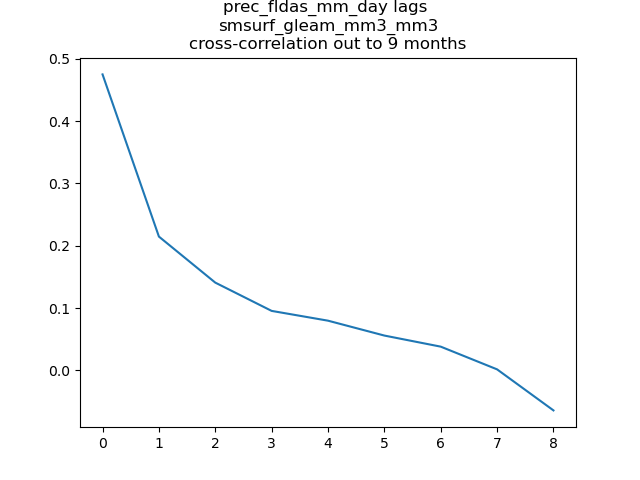 prec_fldas_mm_day lags
smsurf_gleam_mm3_mm3
cross-correlation out to 9 months
0.5
0.4
0.3
0.2
0.1
0.0
0 1 2 3 4 5 6 7 8